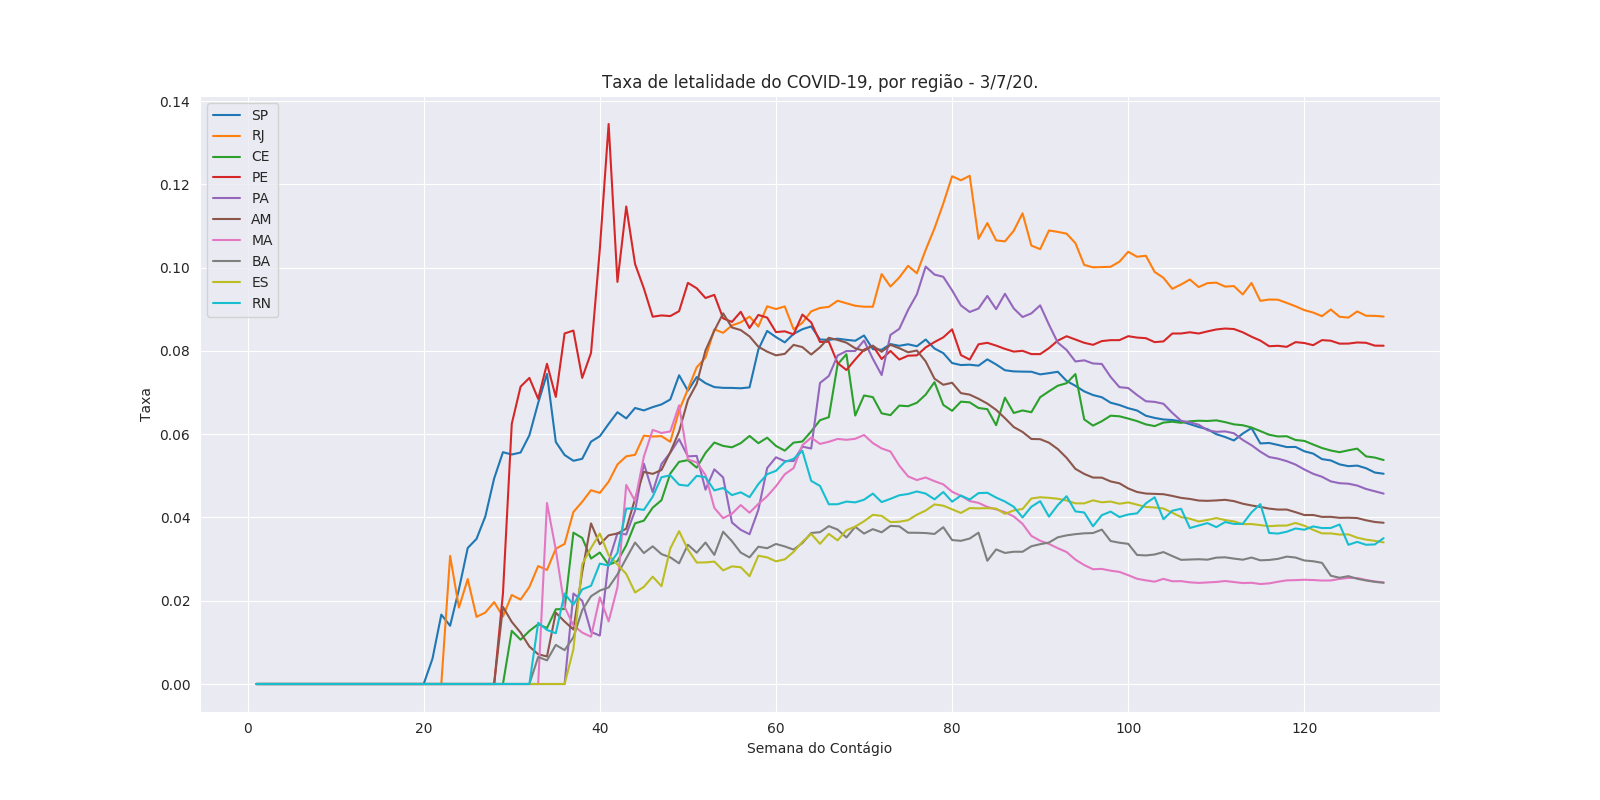 Taxa de letalidade do COVID-19, por região - 3/7/20.
0.14
0.12
0.10
0.08
0.06
0.04
0.02
0.00
Taxa
SP
RJ
CE
PE
PA
AM
MA
BA
ES
RN
0 20 40 60 80 100 120
Semana do Contágio